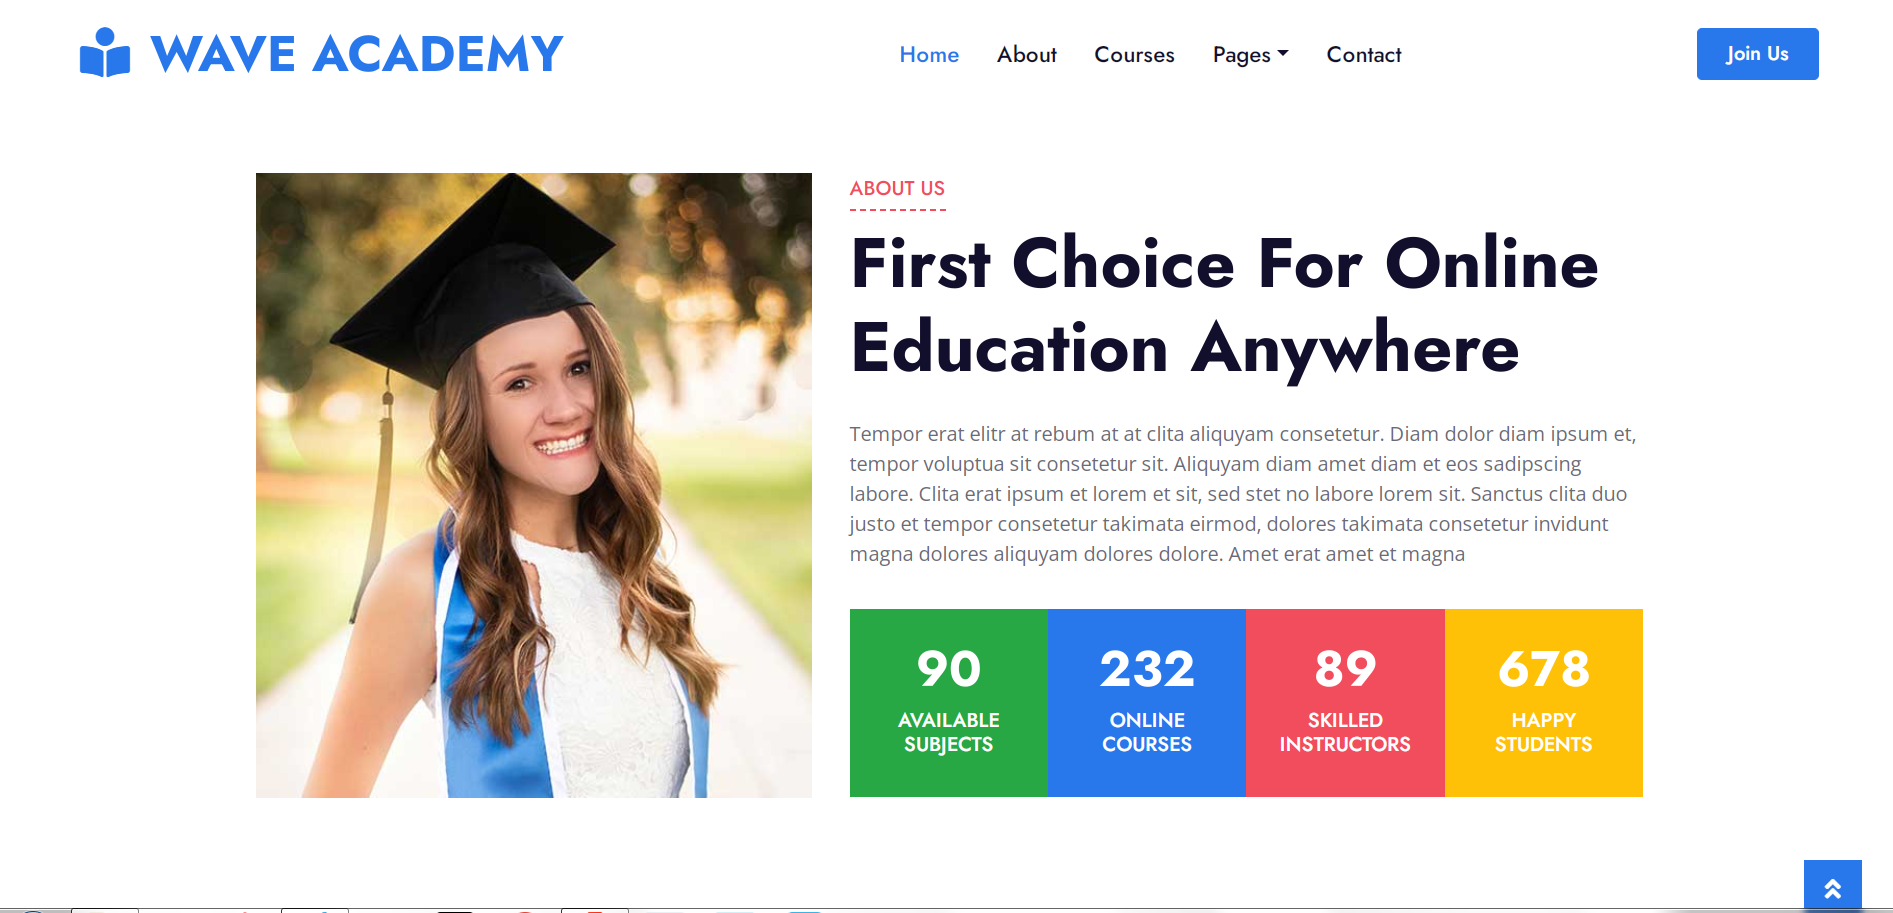 WAVE ACADEMY
Home About Courses Pages Contact
Join Us
ABOUT US
First Choice For Online
Education Anywhere
Tempor erat elitr at rebum at at clita aliquyam consetetur. Diam dolor diam ipsum et,
tempor voluptua sit consetetur sit. Aliquyam diam amet diam et eos sadipscing
labore. Clita erat ipsum et lorem et sit, sed stet no labore lorem sit. Sanctus clita duo
justo et tempor consetetur takimata eirmod, dolores takimata consetetur invidunt
magna dolores aliquyam dolores dolore. Amet erat amet et magna
90
AVAILABLE
SUBJECTS
232
ONLINE
COURSES
89
SKILLED
INSTRUCTORS
678
HAPPY
STUDENTS